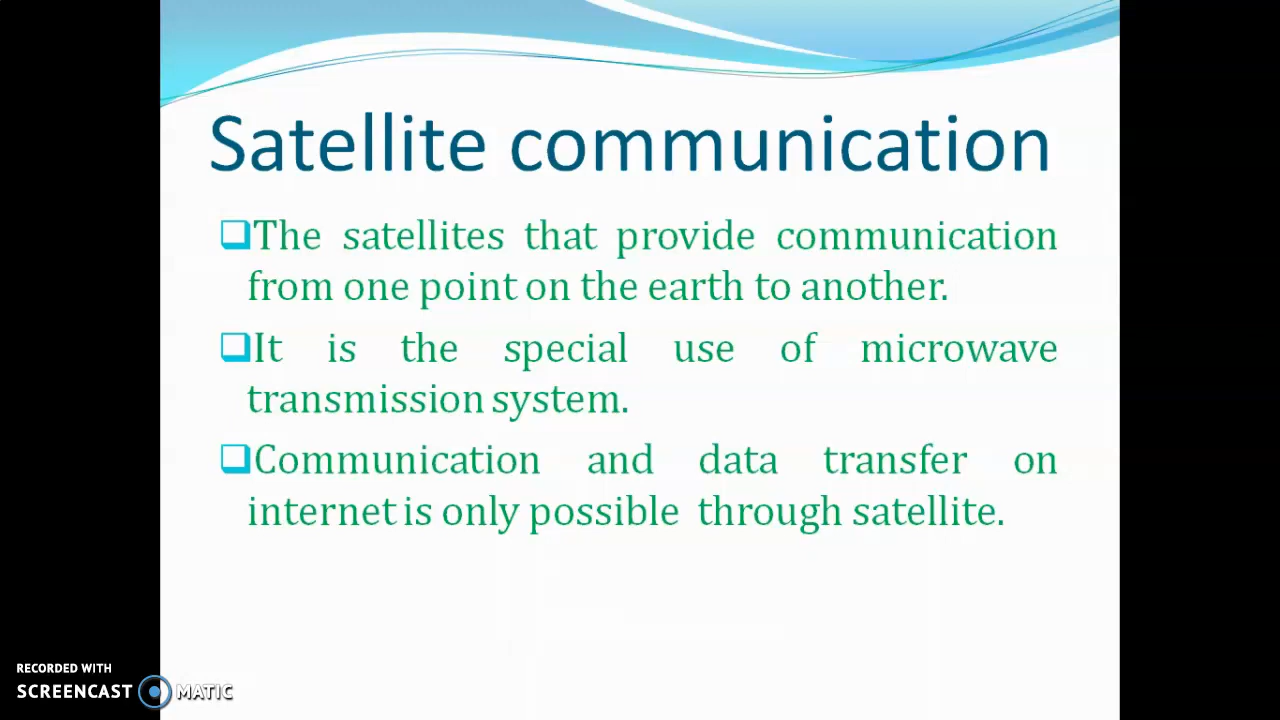 Satellite communication
The satellites that provide communication
from one point on the earth to another.
It is the special use of microwave
transmission system.
Communication and data transfer on
internet is only possible through satellite.
RECORDED WITH
SCREENCAST MATIC